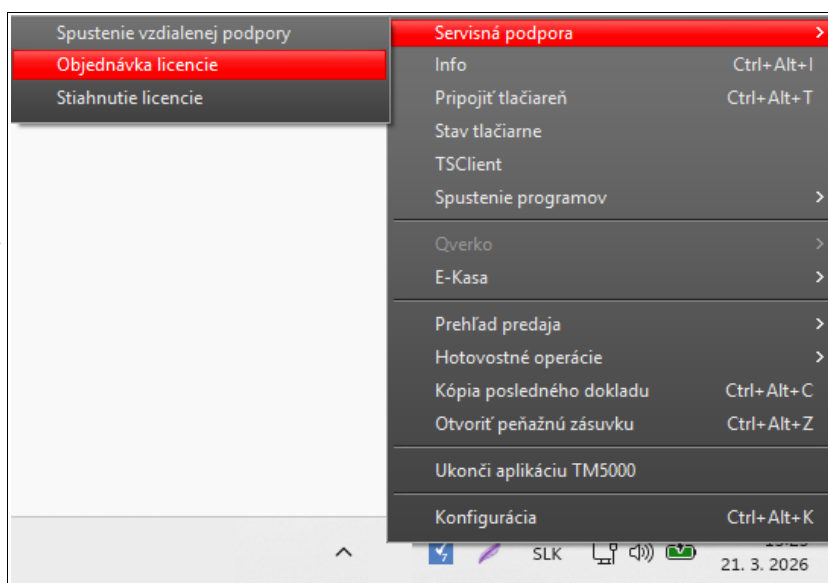 Spustenie vzdialenej podpory
Objednávka licencie
Stiahnutie licencie
Servisná podpora
Info Ctrl+Alt+I
Pripojiť tlačiareň Ctrl+Alt+T
Stav tlačiarne
TSClient
Spustenie programov
Qverko
E-Kasa
Prehľad predaja
Hotovostné operácie
Kópia posledného dokladu Ctrl+Alt+C
Otvoriť peňažnú zásuvku Ctrl+Alt+Z
Ukonči aplikáciu TM5000
Konfigurácia Ctrl+Alt+K
SLK
21. 3. 2026